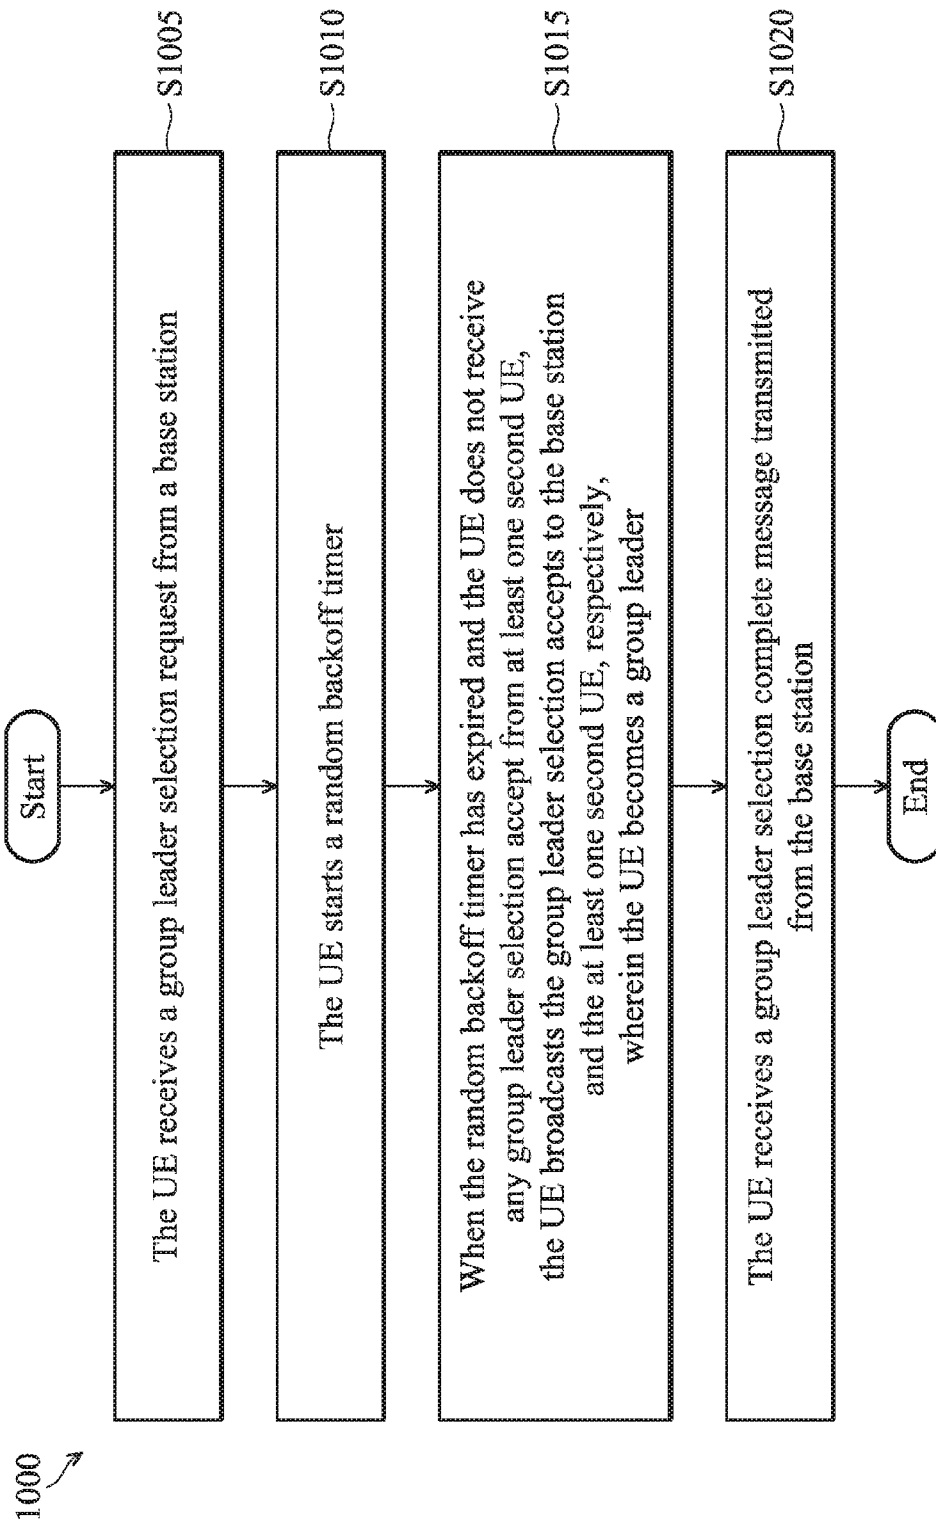 1000
Start
The UE receives a group leader selection request from a base station
S1005
The UE starts a random backoff timer
S1010
When the random backoff timer has expired and the UE does not receive
any group leader selection accept from at least one second UE,
the UE broadcasts the group leader selection accepts to the base station
and the at least one second UE, respectively,
wherein the UE becomes a group leader
S1015
The UE receives a group leader selection complete message transmitted
from the base station
S1020
End